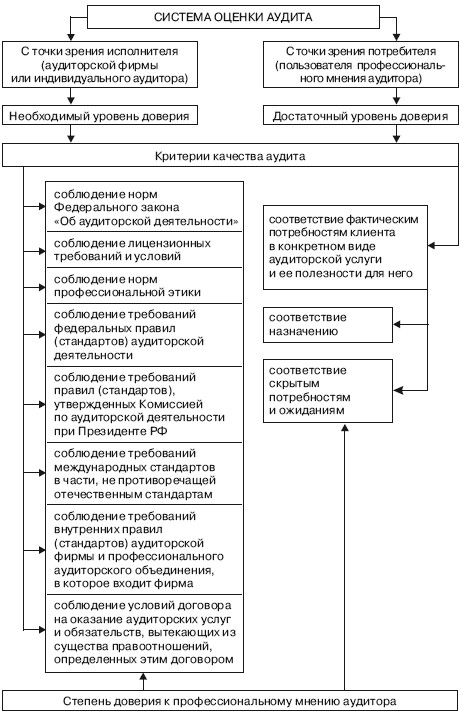 СИСТЕМА ОЦЕНКИ АУДИТА
С точки зрения исполнителя
(аудиторской фирмы
или индивидуального аудитора)
С точки зрения потребителя
(пользователя профессиональ-
ного мнения аудитора)
Необходимый уровень доверия
Достаточный уровень доверия
Критерии качества аудита
соблюдение норм
Федерального закона
«Об аудиторской деятельности»
соблюдение лицензионных
требований и условий
соблюдение норм
профессиональной этики
соблюдение требований
федеральных правил
(стандартов) аудиторской
деятельности
соблюдение требований
правил (стандартов),
утвержденных Комиссией
по аудиторской деятельности
при Президенте РФ
соблюдение требований
международных стандартов
в части, не противоречащей
отечественным стандартам
соблюдение требований
внутренних правил
(стандартов) аудиторской
фирмы и профессионального
аудиторского объединения,
в которое входит фирма
соблюдение условий договора
на оказание аудиторских услуг
и обязательств, вытекающих из
существа правоотношений,
определенных этим договором
соответствие фактическим
потребностям клиента
в конкретном виде
аудиторской услуги
и ее полезности для него
соответствие
назначению
соответствие
скрытым
потребностям
и ожиданиям
Степень доверия к профессиональному мнению аудитора